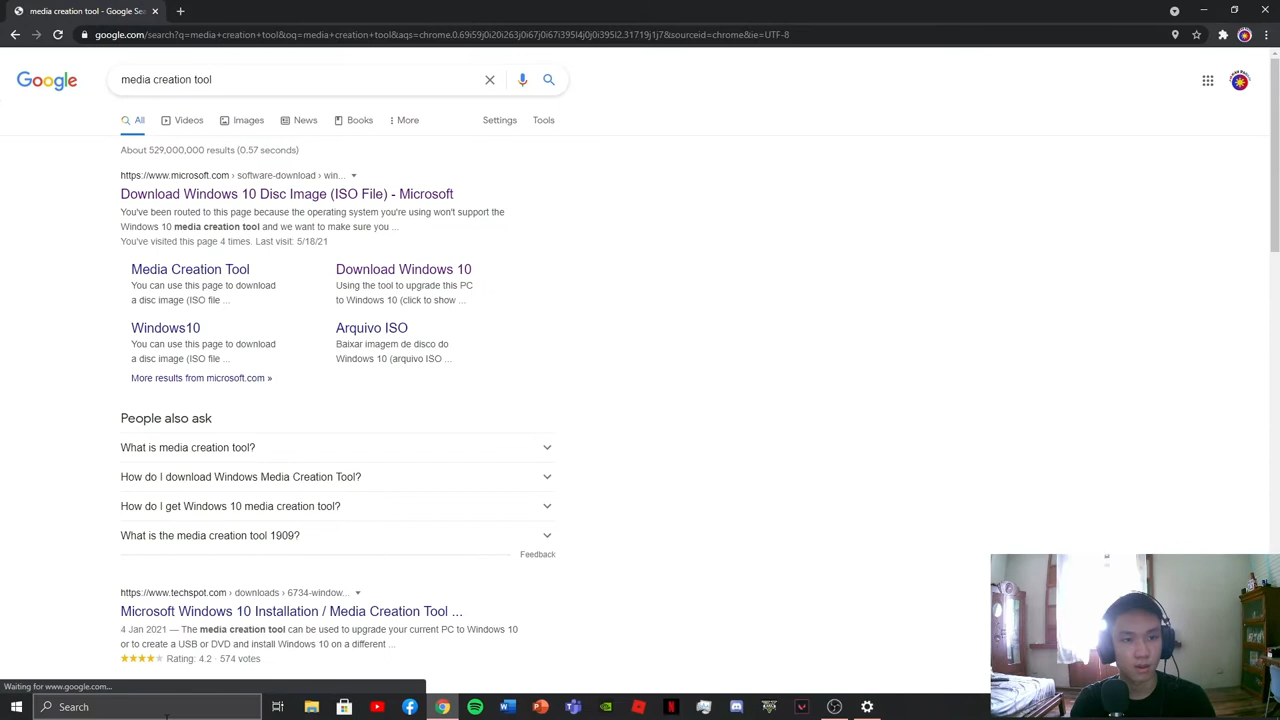 media creation tool - Google Sea
google.com/search?q=media+creation+tool&oq=media+creation+tool&aqs=chrome.0.69i59j0i20i263j0i67j0i67i395l4j0j0i395l2.31719j1j7&sourceid=chrome&ie=UTF-8
Google
media creation tool
All
Videos
Images
News
Books
More
Settings
Tools
About 529,000,000 results (0.57 seconds)
https://www.microsoft.com › software-download › win...
Download Windows 10 Disc Image (ISO File) - Microsoft
You've been routed to this page because the operating system you're using won't support the
Windows 10 media creation tool and we want to make sure you ...
You've visited this page 4 times. Last visit: 5/18/21
Media Creation Tool
You can use this page to download
a disc image (ISO file ...
Download Windows 10
Using the tool to upgrade this PC
to Windows 10 (click to show ...
Windows10
You can use this page to download
a disc image (ISO file ...
Arquivo ISO
Baixar imagem de disco do
Windows 10 (arquivo ISO ...
More results from microsoft.com »
People also ask
What is media creation tool?
How do I download Windows Media Creation Tool?
How do I get Windows 10 media creation tool?
What is the media creation tool 1909?
Feedback
https://www.techspot.com › downloads › 6734-window...
Microsoft Windows 10 Installation / Media Creation Tool ...
4 Jan 2021 — The media creation tool can be used to upgrade your current PC to Windows 10
or to create a USB or DVD and install Windows 10 on a different ...
Rating: 4.2 · 574 votes
Waiting for www.google.com...
Search